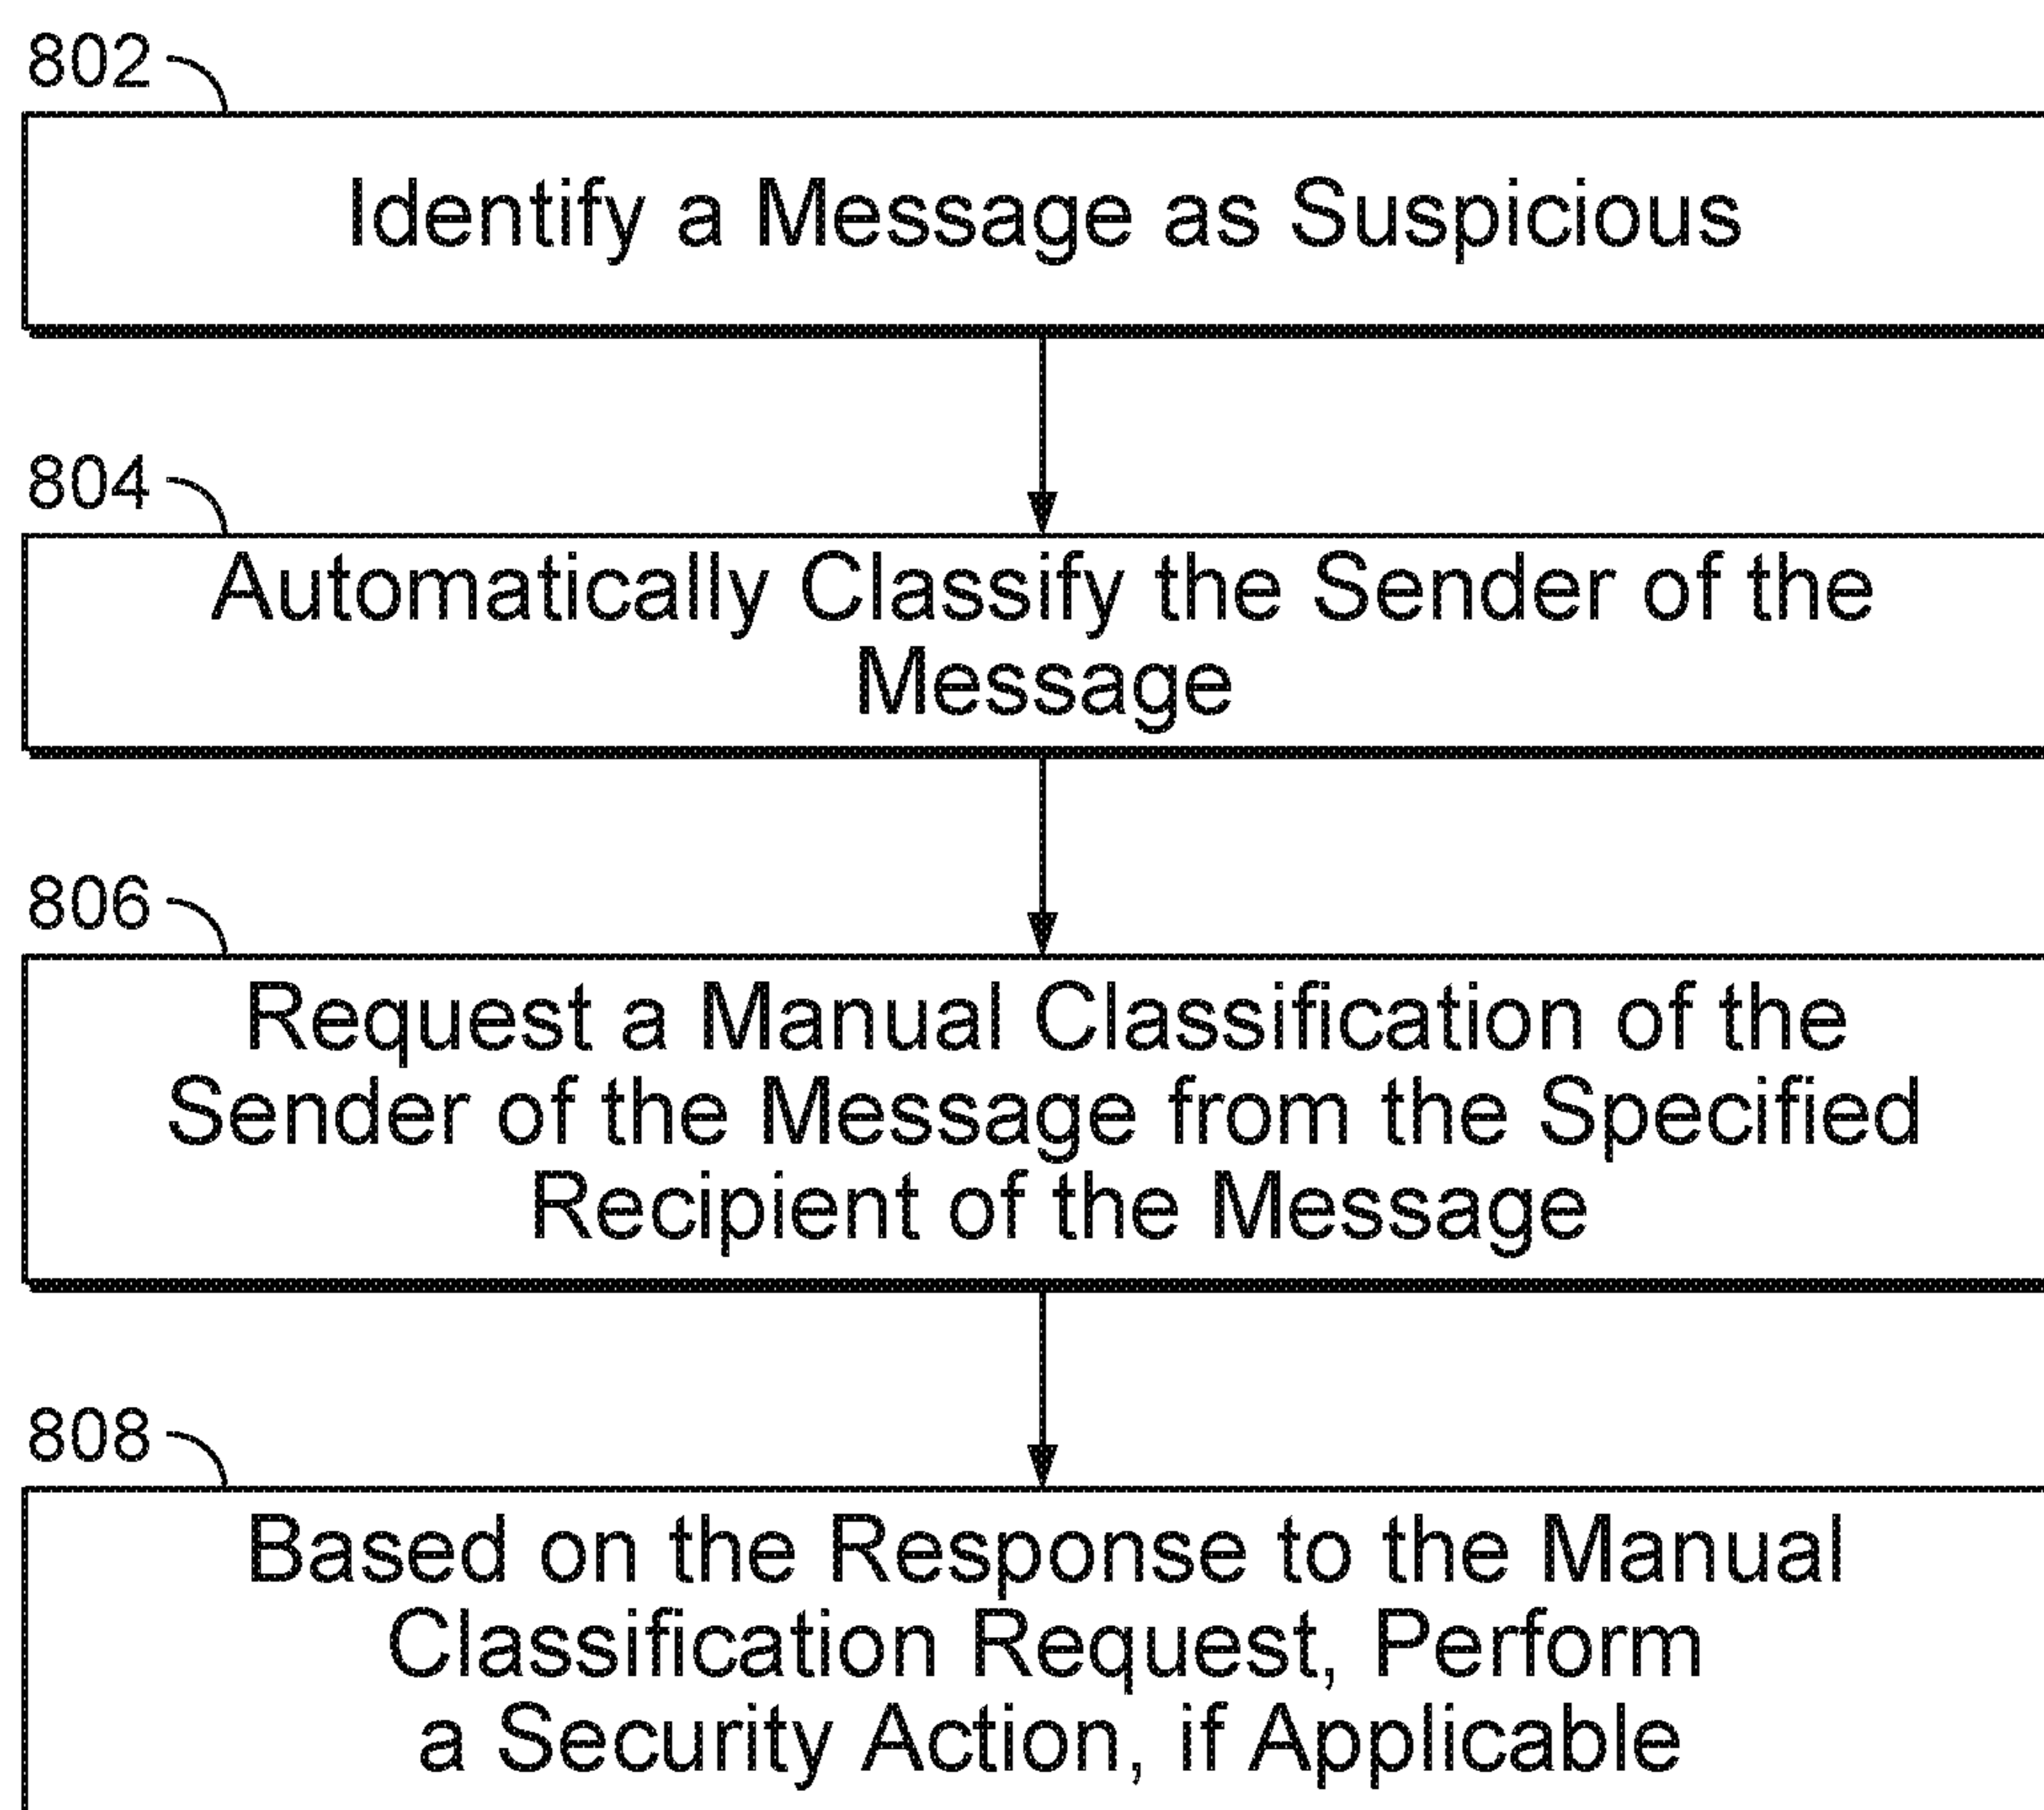 802
Identify a Message as Suspicious
804
Automatically Classify the Sender of the
Message
806
Request a Manual Classification of the
Sender of the Message from the Specified
Recipient of the Message
808
Based on the Response to the Manual
Classification Request, Perform
a Security Action, if Applicable